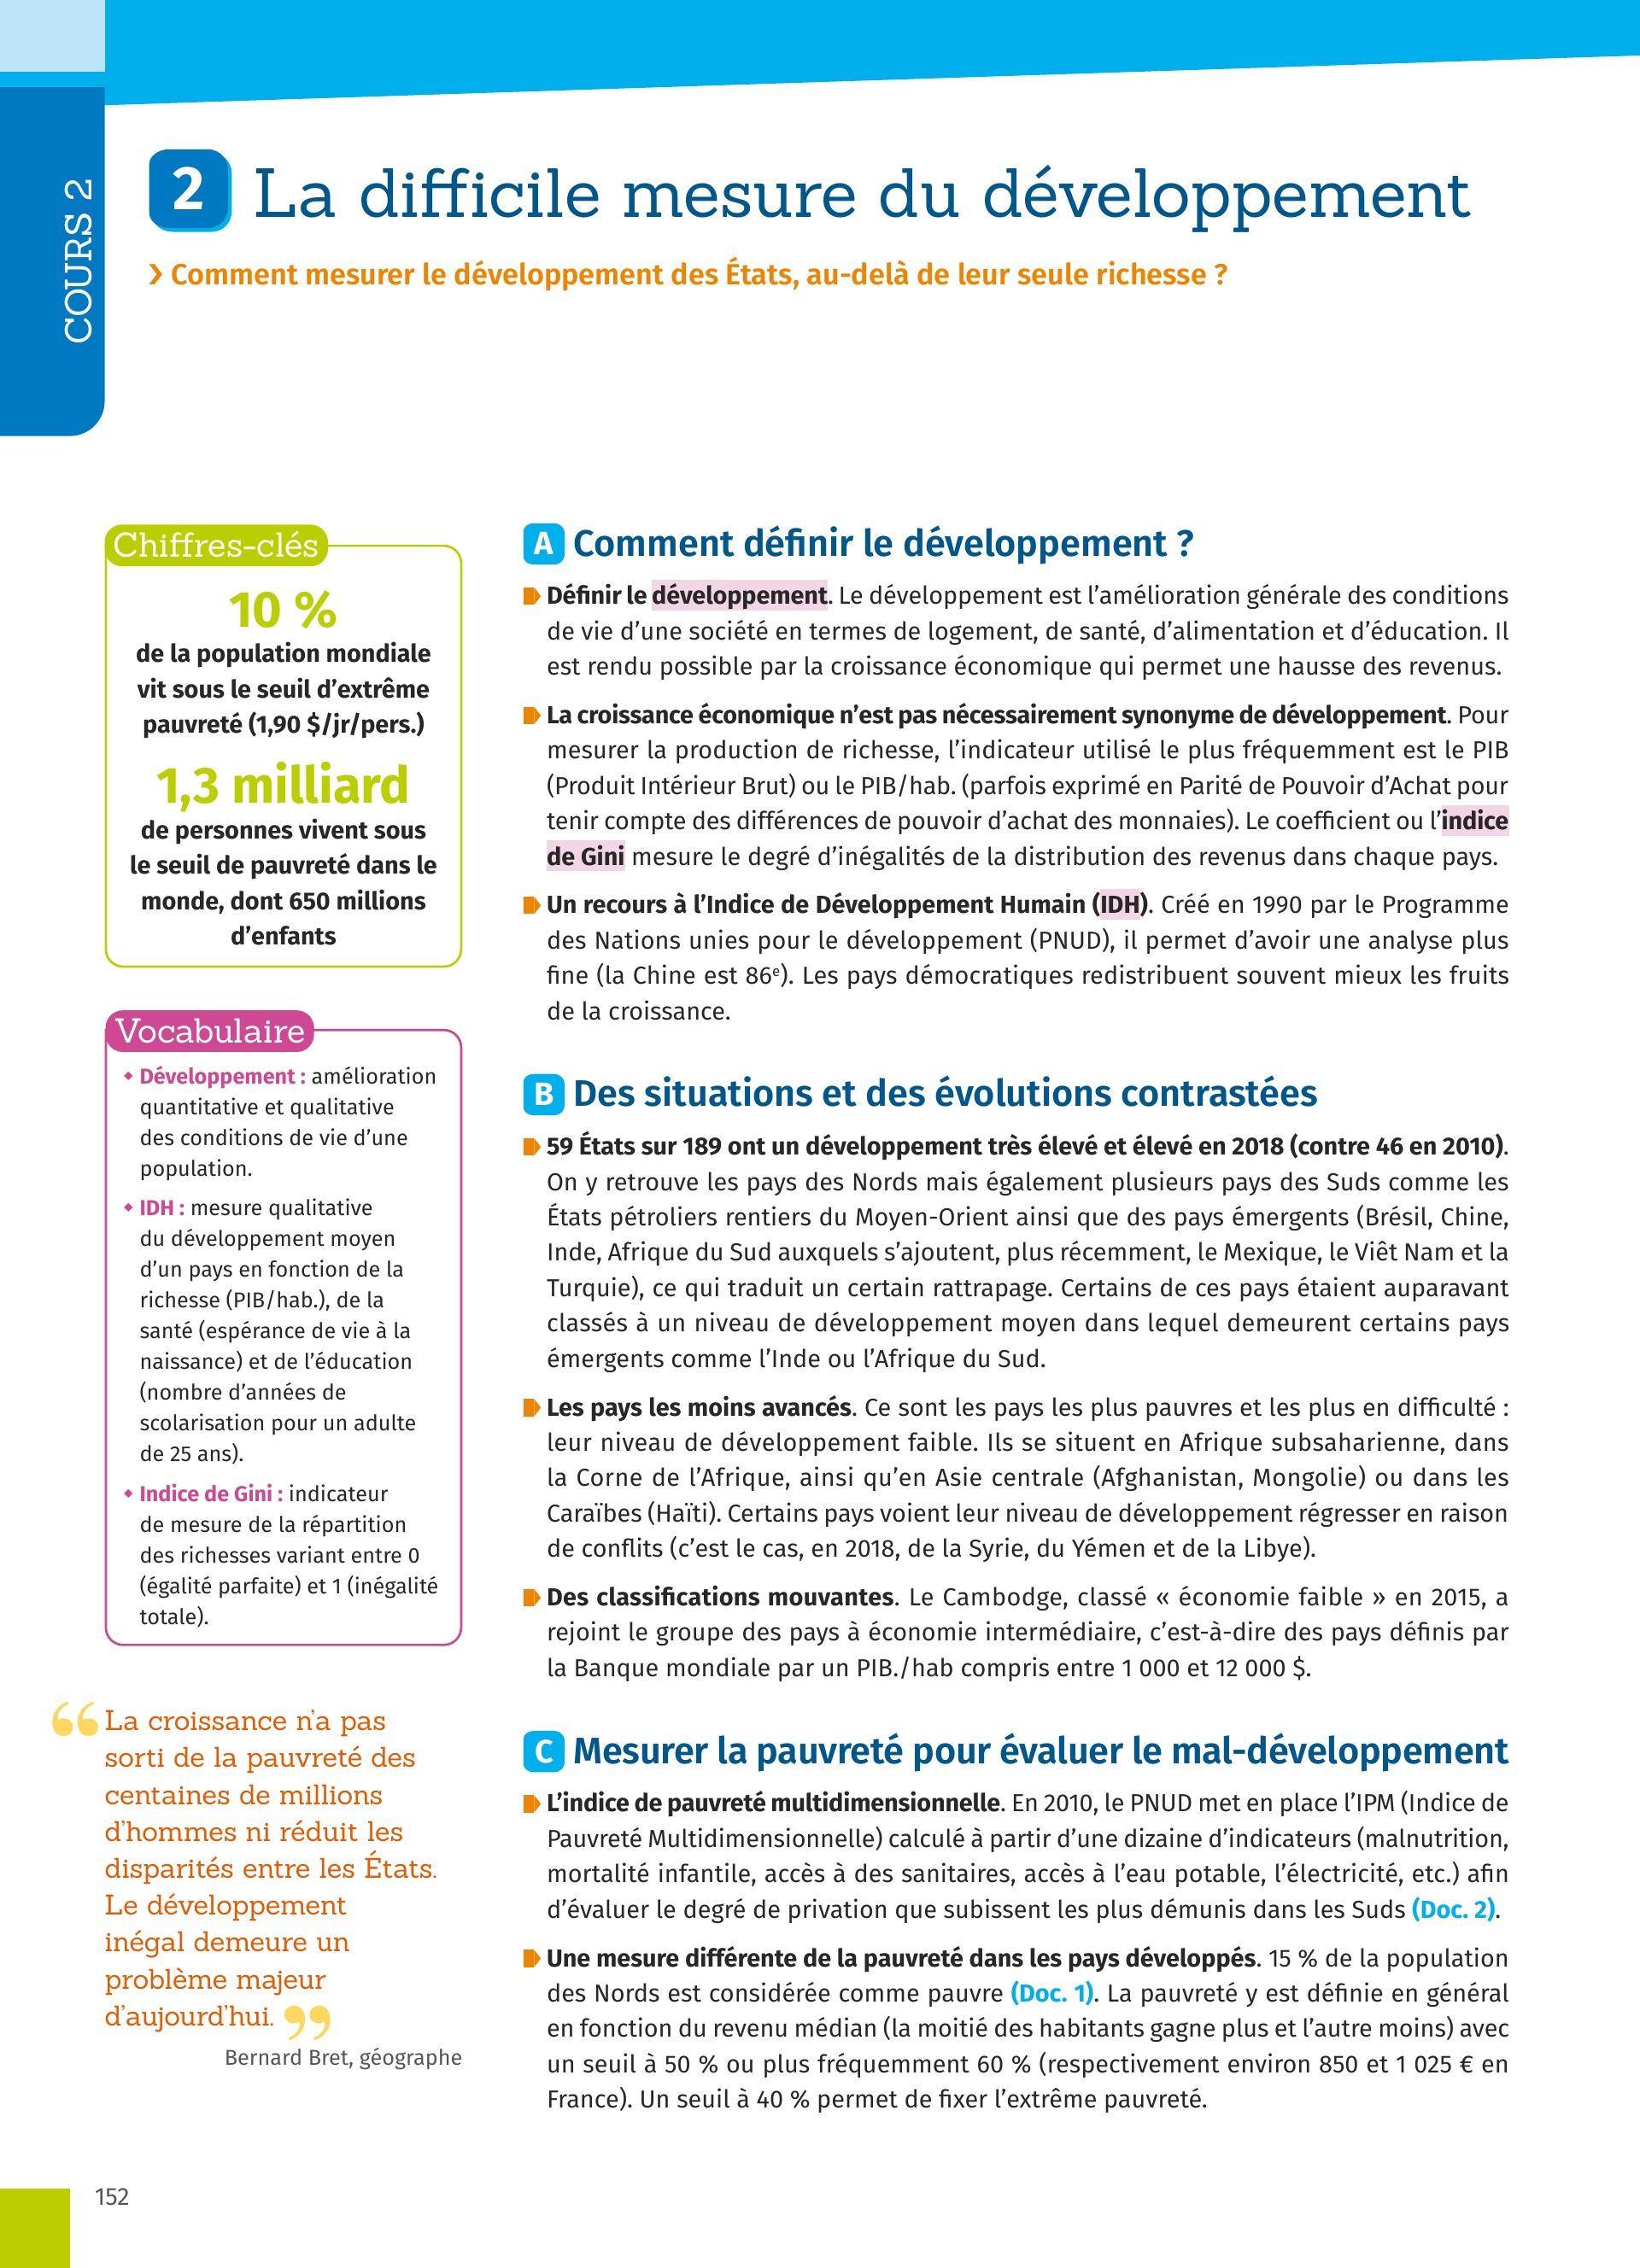 COURS 2
2 La difficile mesure du développement
› Comment mesurer le développement des États, au-delà de leur seule richesse ?
Chiffres-clés
10 %
de la population mondiale
vit sous le seuil d’extrême
pauvreté (1,90 $/jr/pers.)
1,3 milliard
de personnes vivent sous
le seuil de pauvreté dans le
monde, dont 650 millions
d’enfants
Vocabulaire
◆ Développement : amélioration
quantitative et qualitative
des conditions de vie d’une
population.
◆ IDH : mesure qualitative
du développement moyen
d’un pays en fonction de la
richesse (PIB/hab.), de la
santé (espérance de vie à la
naissance) et de l’éducation
(nombre d’années de
scolarisation pour un adulte
de 25 ans).
◆ Indice de Gini : indicateur
de mesure de la répartition
des richesses variant entre 0
(égalité parfaite) et 1 (inégalité
totale).
“ La croissance n’a pas
sorti de la pauvreté des
centaines de millions
d’hommes ni réduit les
disparités entre les États.
Le développement
inégal demeure un
problème majeur
d’aujourd’hui. ”
Bernard Bret, géographe
A Comment définir le développement ?
Définir le développement. Le développement est l’amélioration générale des conditions
de vie d’une société en termes de logement, de santé, d’alimentation et d’éducation. Il
est rendu possible par la croissance économique qui permet une hausse des revenus.
La croissance économique n’est pas nécessairement synonyme de développement. Pour
mesurer la production de richesse, l’indicateur utilisé le plus fréquemment est le PIB
(Produit Intérieur Brut) ou le PIB/hab. (parfois exprimé en Parité de Pouvoir d’Achat pour
tenir compte des différences de pouvoir d’achat des monnaies). Le coefficient ou l’indice
de Gini mesure le degré d’inégalités de la distribution des revenus dans chaque pays.
Un recours à l’Indice de Développement Humain (IDH). Créé en 1990 par le Programme
des Nations unies pour le développement (PNUD), il permet d’avoir une analyse plus
fine (la Chine est 86e). Les pays démocratiques redistribuent souvent mieux les fruits
de la croissance.
B Des situations et des évolutions contrastées
59 États sur 189 ont un développement très élevé et élevé en 2018 (contre 46 en 2010).
On y retrouve les pays des Nords mais également plusieurs pays des Suds comme les
États pétroliers rentiers du Moyen-Orient ainsi que des pays émergents (Brésil, Chine,
Inde, Afrique du Sud auxquels s’ajoutent, plus récemment, le Mexique, le Viêt Nam et la
Turquie), ce qui traduit un certain rattrapage. Certains de ces pays étaient auparavant
classés à un niveau de développement moyen dans lequel demeurent certains pays
émergents comme l’Inde ou l’Afrique du Sud.
Les pays les moins avancés. Ce sont les pays les plus pauvres et les plus en difficulté :
leur niveau de développement faible. Ils se situent en Afrique subsaharienne, dans
la Corne de l’Afrique, ainsi qu’en Asie centrale (Afghanistan, Mongolie) ou dans les
Caraïbes (Haïti). Certains pays voient leur niveau de développement régresser en raison
de conflits (c’est le cas, en 2018, de la Syrie, du Yémen et de la Libye).
Des classifications mouvantes. Le Cambodge, classé « économie faible » en 2015, a
rejoint le groupe des pays à économie intermédiaire, c’est-à-dire des pays définis par
la Banque mondiale par un PIB./hab compris entre 1 000 et 12 000 $.
C Mesurer la pauvreté pour évaluer le mal-développement
L’indice de pauvreté multidimensionnelle. En 2010, le PNUD met en place l’IPM (Indice de
Pauvreté Multidimensionnelle) calculé à partir d’une dizaine d’indicateurs (malnutrition,
mortalité infantile, accès à des sanitaires, accès à l’eau potable, l’électricité, etc.) afin
d’évaluer le degré de privation que subissent les plus démunis dans les Suds (Doc. 2).
Une mesure différente de la pauvreté dans les pays développés. 15 % de la population
des Nords est considérée comme pauvre (Doc. 1). La pauvreté y est définie en général
en fonction du revenu médian (la moitié des habitants gagne plus et l’autre moins) avec
un seuil à 50 % ou plus fréquemment 60 % (respectivement environ 850 et 1 025 € en
France). Un seuil à 40 % permet de fixer l’extrême pauvreté.
152